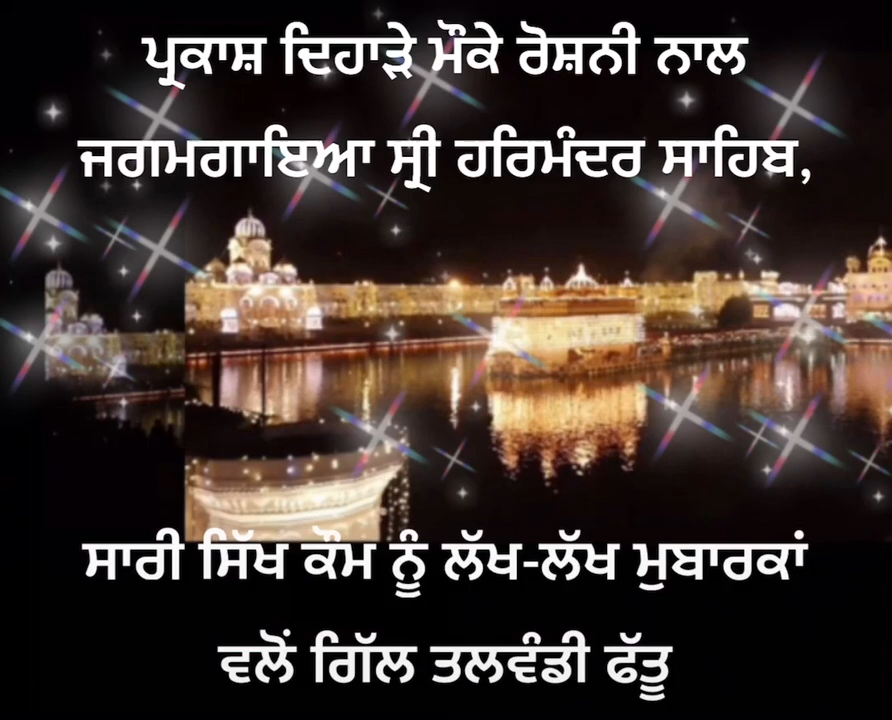 ਪ੍ਰਕਾਸ਼ ਦਿਹਾੜੇ ਮੌਕੇ ਰੋਸ਼ਨੀ ਨਾਲ
ਜਗਮਗਾਇਆ ਸ੍ਰੀ ਹਰਿਮੰਦਰ ਸਾਹਿਬ,
ਸਾਰੀ ਸਿੱਖ ਕੌਮ ਨੂੰ ਲੱਖ-ਲੱਖ ਮੁਬਾਰਕਾਂ
ਵਲੋਂ ਗਿੱਲ ਤਲਵੰਡੀ ਫੱਤੂ